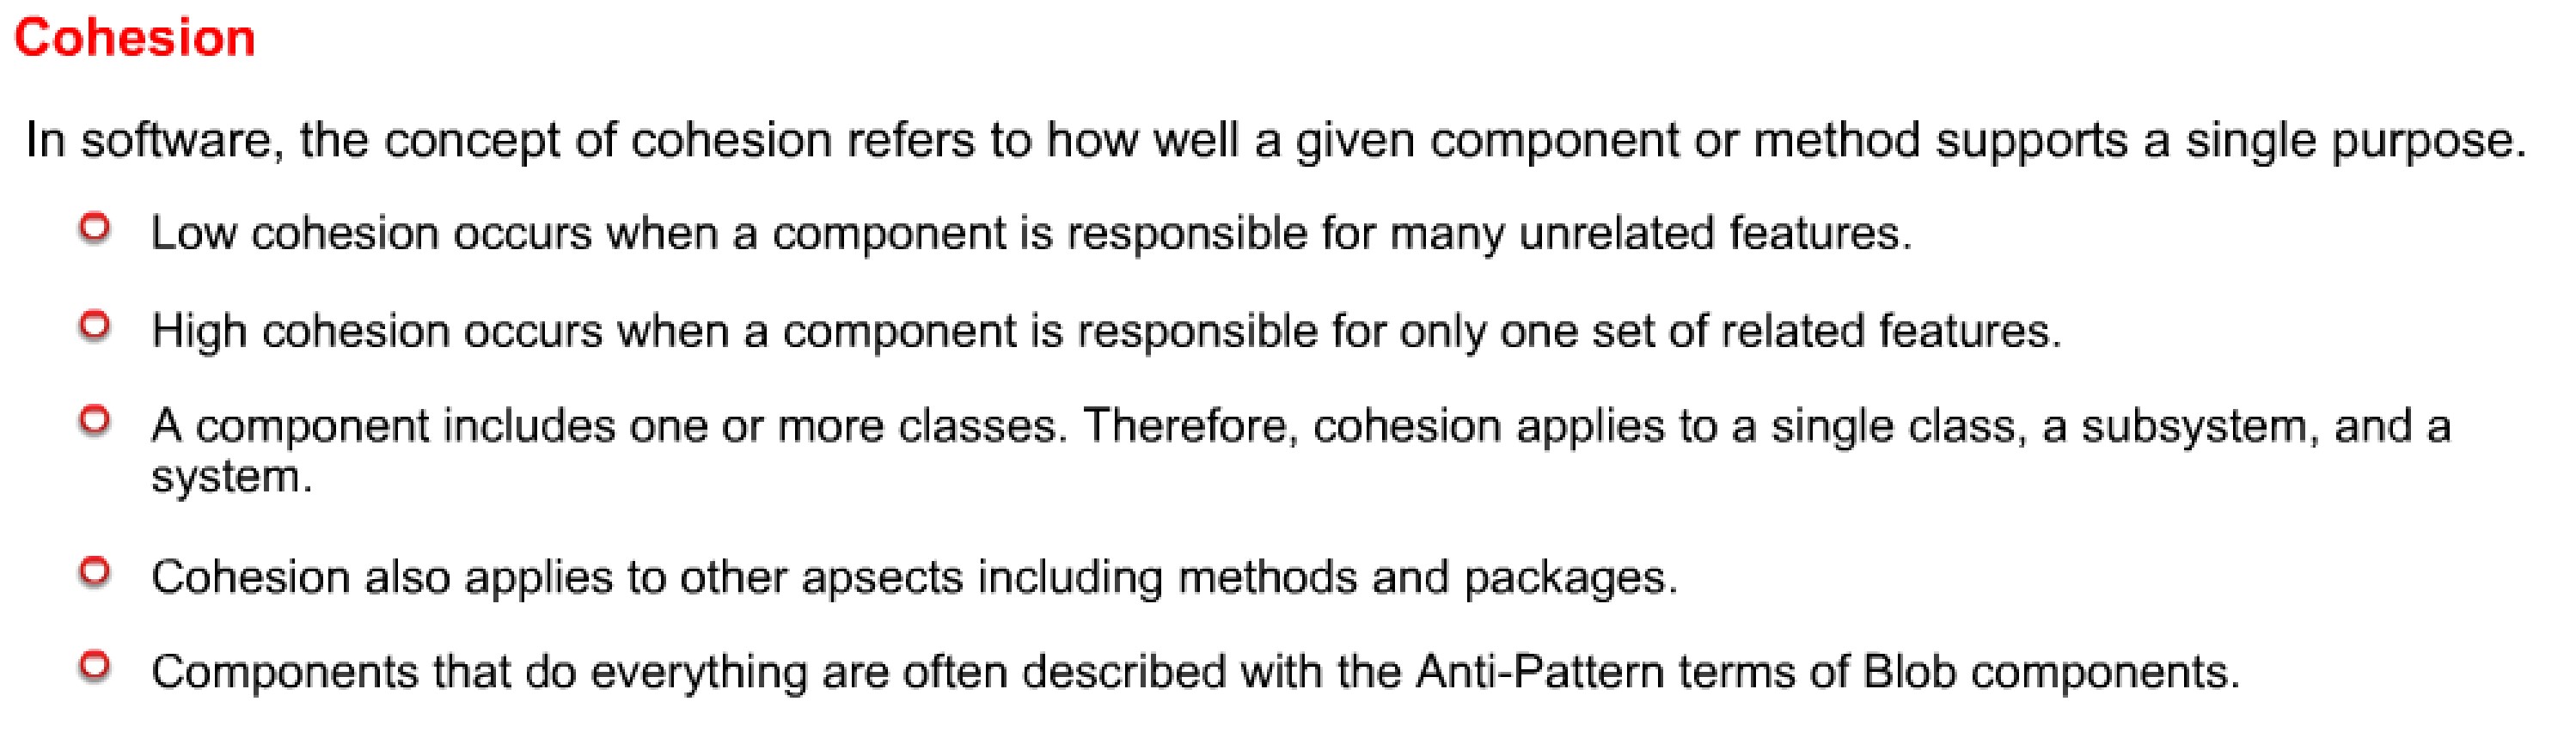 Cohesion
In software, the concept of cohesion refers to how well a given component or method supports a single purpose.
Low cohesion occurs when a component is responsible for many unrelated features.
High cohesion occurs when a component is responsible for only one set of related features.
A component includes one or more classes. Therefore, cohesion applies to a single class, a subsystem, and a
system.
Cohesion also applies to other apsects including methods and packages.
Components that do everything are often described with the Anti-Pattern terms of Blob components.